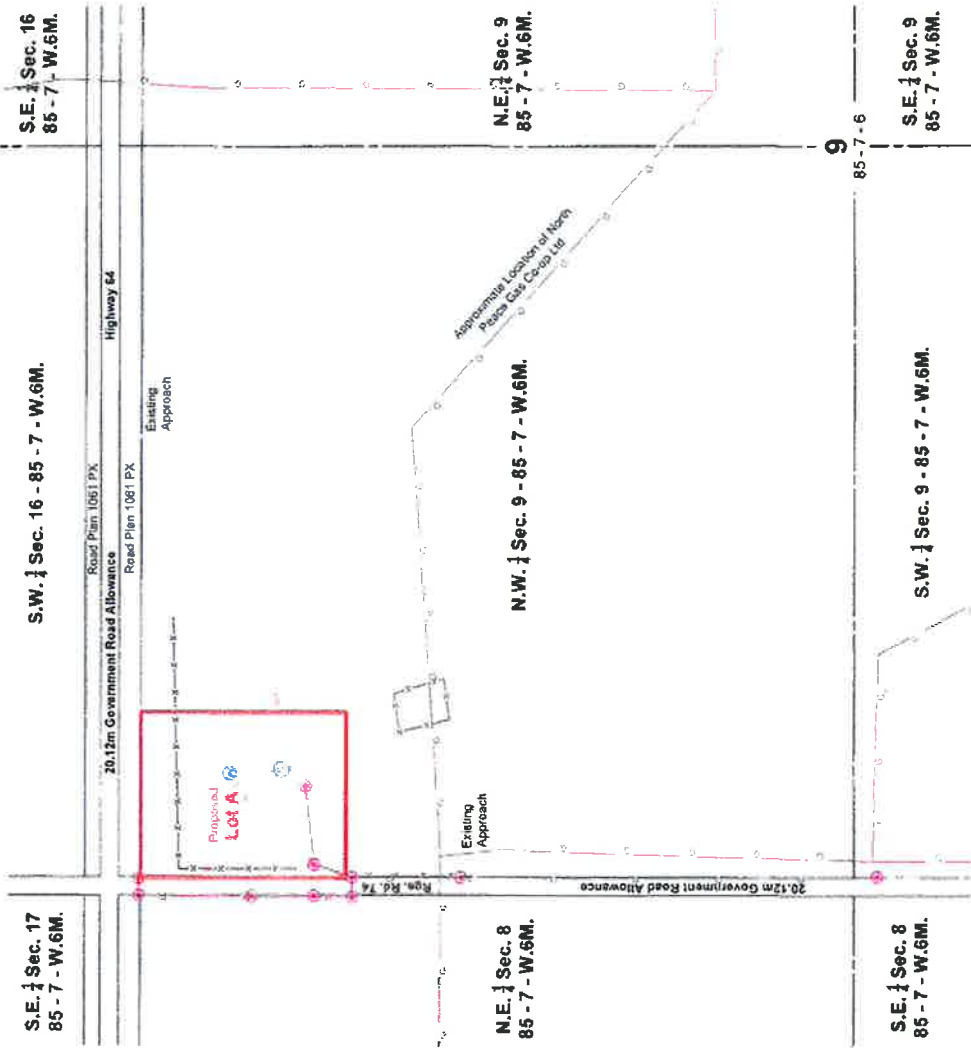 S.E. ¼ Sec. 17
85 - 7 - W.6M.
S.W. ¼ Sec. 16 - 85 - 7 - W.6M.
S.E. ¼ Sec. 16
85 - 7 - W.6M.
Road Plan 1061 PX
20.12m Government Road Allowance
Highway 64
Road Plan 1061 PX
Existing
Approach
Proposed
Lot A
Rge. Rd. 74
Existing
Approach
20.12m Government Road Allowance
Approximate Location of North
Peace Gas Co-op Ltd
N.E. ¼ Sec. 8
85 - 7 - W.6M.
N.W. ¼ Sec. 9 - 85 - 7 - W.6M.
N.E. ¼ Sec. 9
85 - 7 - W.6M.
9
85 - 7 - 6
S.E. ¼ Sec. 8
85 - 7 - W.6M.
S.W. ¼ Sec. 9 - 85 - 7 - W.6M.
S.E. ¼ Sec. 9
85 - 7 - W.6M.